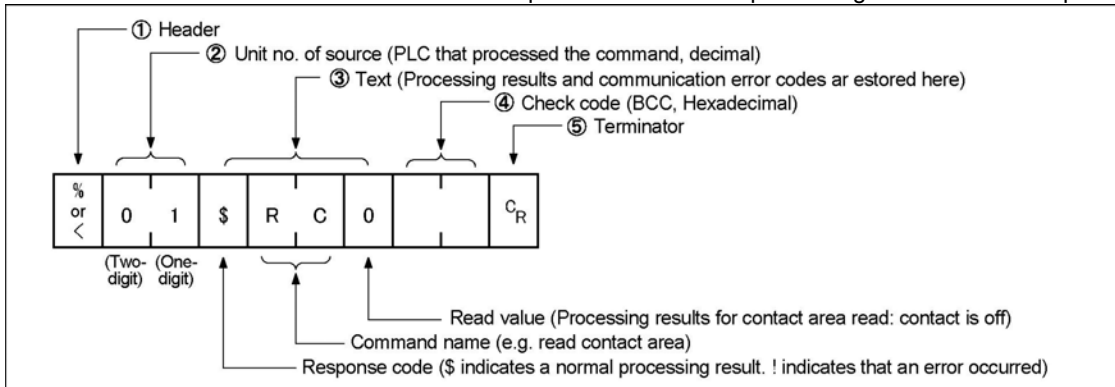 ① Header
② Unit no. of source (PLC that processed the command, decimal)
③ Text (Processing results and communication error codes ar estored here)
④ Check code (BCC, Hexadecimal)
⑤ Terminator
% or < 0 1 $ R C 0 CR
(Two-digit) (One-digit)
Read value (Processing results for contact area read: contact is off)
Command name (e.g. read contact area)
Response code ($ indicates a normal processing result. ! indicates that an error occurred)